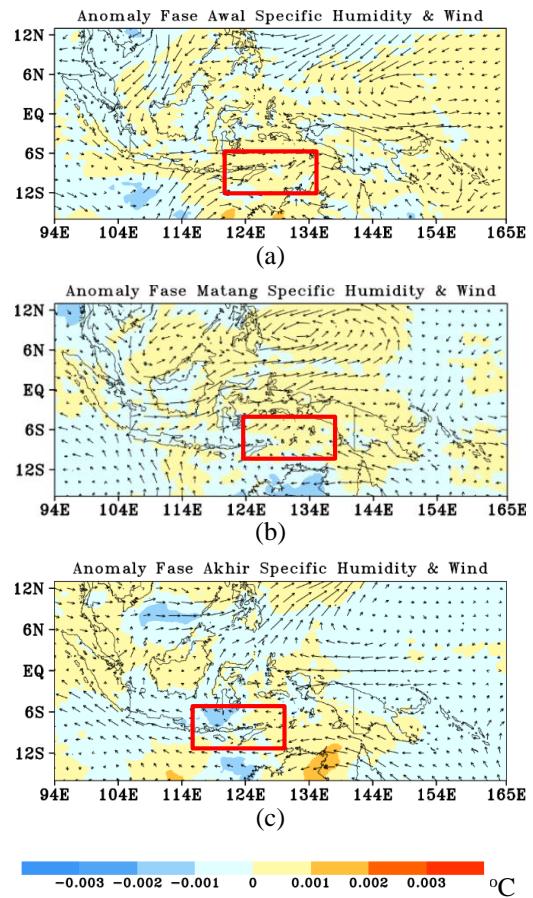 Anomaly Fase Awal Specific Humidity & Wind
12N
6N
EQ
6S
12S
94E 104E 114E 124E 134E 144E 154E 165E
(a)
Anomaly Fase Matang Specific Humidity & Wind
12N
6N
EQ
6S
12S
94E 104E 114E 124E 134E 144E 154E 165E
(b)
Anomaly Fase Akhir Specific Humidity & Wind
12N
6N
EQ
6S
12S
94E 104E 114E 124E 134E 144E 154E 165E
(c)
-0.003 -0.002 -0.001 0 0.001 0.002 0.003 °C